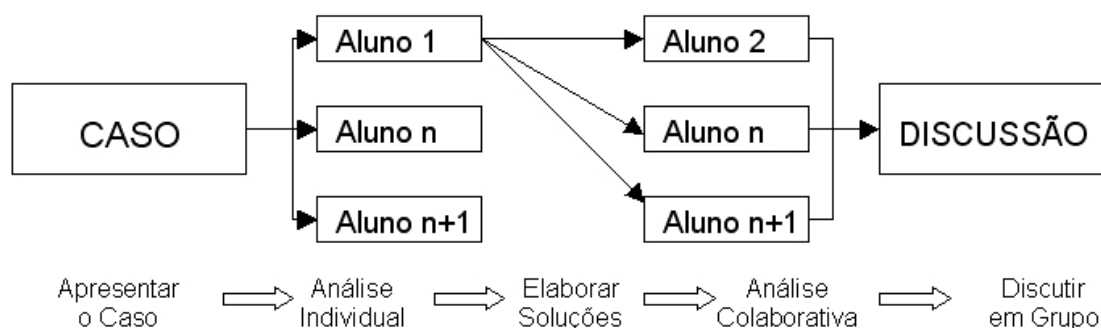 Aluno 1
Aluno 2
CASO
Aluno n
Aluno n
DISCUSSÃO
Aluno n+1
Aluno n+1
Apresentar
o Caso
Análise
Individual
Elaborar
Soluções
Análise
Colaborativa
Discutir
em Grupo